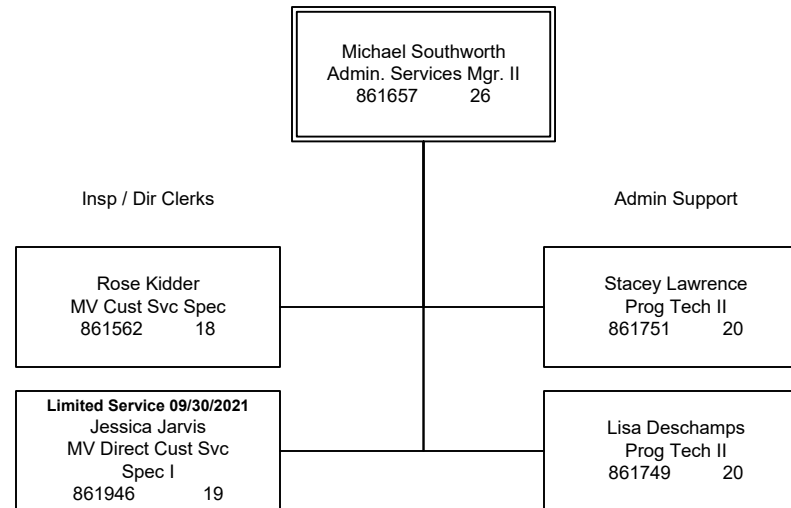 Michael Southworth
Admin. Services Mgr. II
861657 26
Insp / Dir Clerks
Admin Support
Rose Kidder
MV Cust Svc Spec
861562 18
Stacey Lawrence
Prog Tech II
861751 20
Limited Service 09/30/2021
Jessica Jarvis
MV Direct Cust Svc
Spec I
861946 19
Lisa Deschamps
Prog Tech II
861749 20